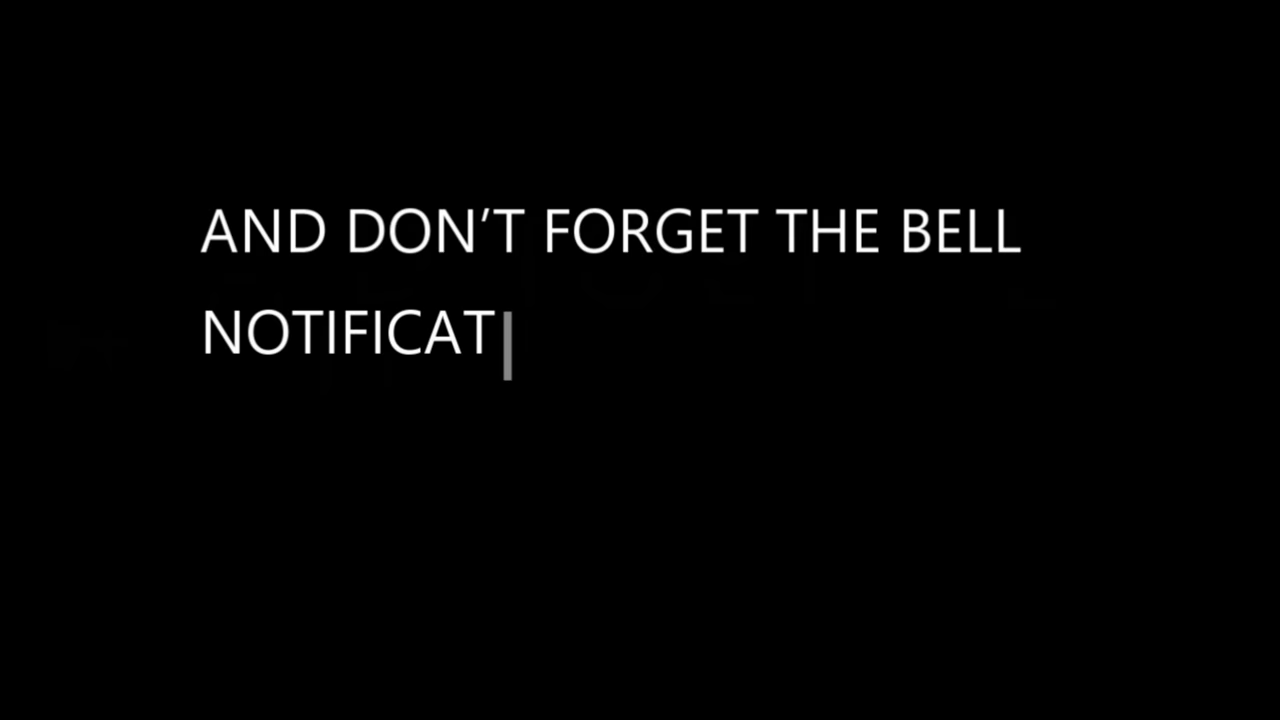 AND DON’T FORGET THE BELL
NOTIFICAT